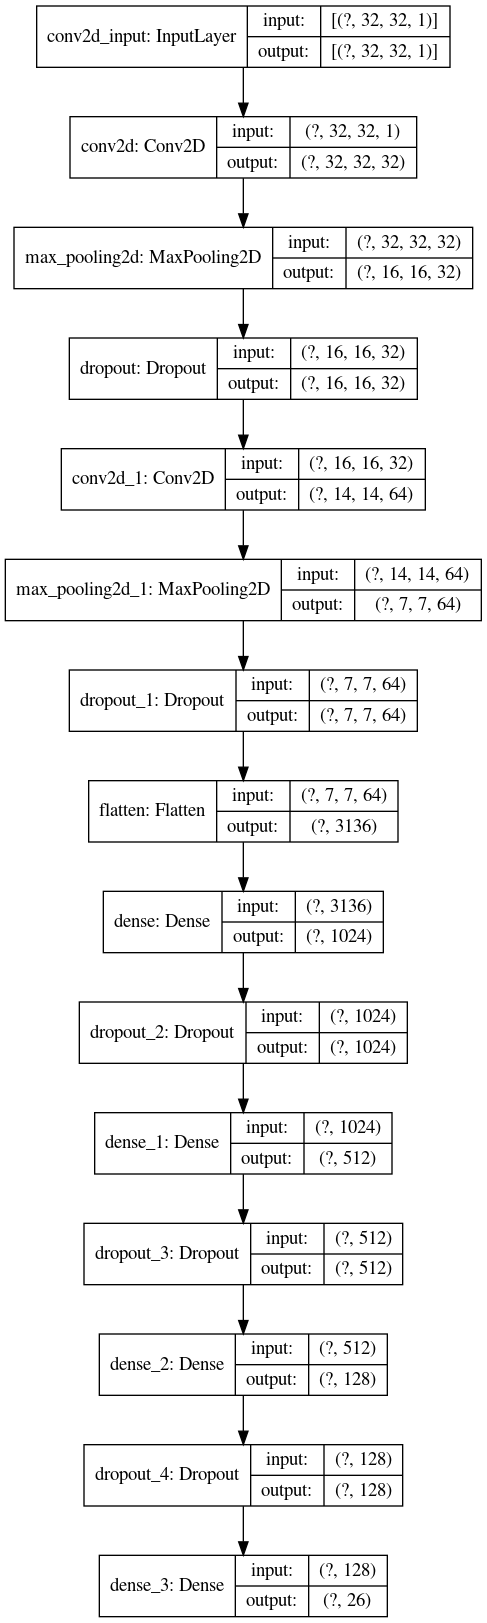 conv2d_input: InputLayer
input: [(?, 32, 32, 1)]
output: [(?, 32, 32, 1)]
conv2d: Conv2D
input: (?, 32, 32, 1)
output: (?, 32, 32, 32)
max_pooling2d: MaxPooling2D
input: (?, 32, 32, 32)
output: (?, 16, 16, 32)
dropout: Dropout
input: (?, 16, 16, 32)
output: (?, 16, 16, 32)
conv2d_1: Conv2D
input: (?, 16, 16, 32)
output: (?, 14, 14, 64)
max_pooling2d_1: MaxPooling2D
input: (?, 14, 14, 64)
output: (?, 7, 7, 64)
dropout_1: Dropout
input: (?, 7, 7, 64)
output: (?, 7, 7, 64)
flatten: Flatten
input: (?, 7, 7, 64)
output: (?, 3136)
dense: Dense
input: (?, 3136)
output: (?, 1024)
dropout_2: Dropout
input: (?, 1024)
output: (?, 1024)
dense_1: Dense
input: (?, 1024)
output: (?, 512)
dropout_3: Dropout
input: (?, 512)
output: (?, 512)
dense_2: Dense
input: (?, 512)
output: (?, 128)
dropout_4: Dropout
input: (?, 128)
output: (?, 128)
dense_3: Dense
input: (?, 128)
output: (?, 26)